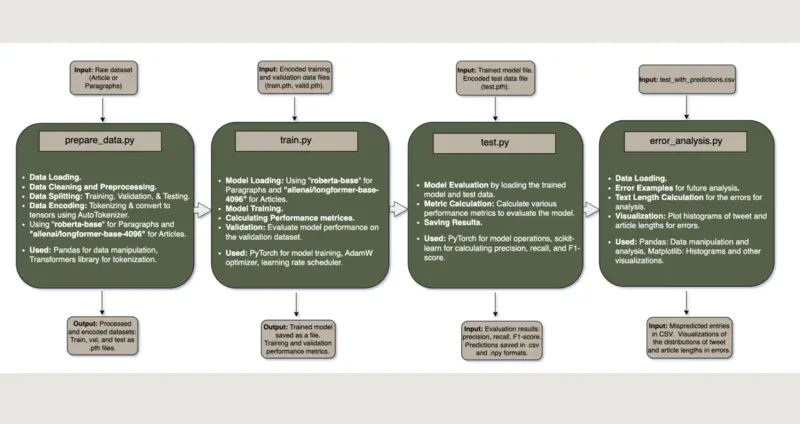 Input: Raw dataset
(Article or
Paragraphs)
prepare_data.py
• Data Loading.
• Data Cleaning and Preprocessing.
• Data Splitting: Training, Validation, & Testing.
• Data Encoding: Tokenizing & convert to
tensors using AutoTokenizer.
• Using "roberta-base" for Paragraphs and
"allenai/longformer-base-4096" for Articles.
• Used: Pandas for data manipulation,
Transformers library for tokenization.
Output: Processed
and encoded datasets:
Train, val, and test as
.pth files.
Input: Encoded training
and validation data files
(train.pth, valid.pth).
train.py
• Model Loading: Using "roberta-base" for
Paragraphs and "allenai/longformer-base-
4096" for Articles.
• Model Training.
• Calculating Performance metrices.
• Validation: Evaluate model performance on
the validation dataset.
• Used: PyTorch for model training, AdamW
optimizer, learning rate scheduler.
Output: Trained model
saved as a file.
Training and validation
performance metrics.
Input: Trained model file.
Encoded test data file
(test.pth).
test.py
• Model Evaluation by loading the trained
model and test data.
• Metric Calculation: Calculate various
performance metrics to evaluate the model.
• Saving Results.
• Used: PyTorch for model operations, scikit-
learn for calculating precision, recall, and F1-
score.
Input: Evaluation results:
precision, recall, F1-score.
Predictions saved in .csv
and .npy formats.
Input: test_with_predictions.csv
error_analysis.py
• Data Loading.
• Error Examples for future analysis.
• Text Length Calculation for the errors for
analysis.
• Visualization: Plot histograms of tweet and
article lengths for errors.
• Used: Pandas: Data manipulation and
analysis, Matplotlib: Histograms and other
visualizations.
Input: Mispredicted entries
in CSV. Visualizations of
the distributions of tweet
and article lengths in errors.